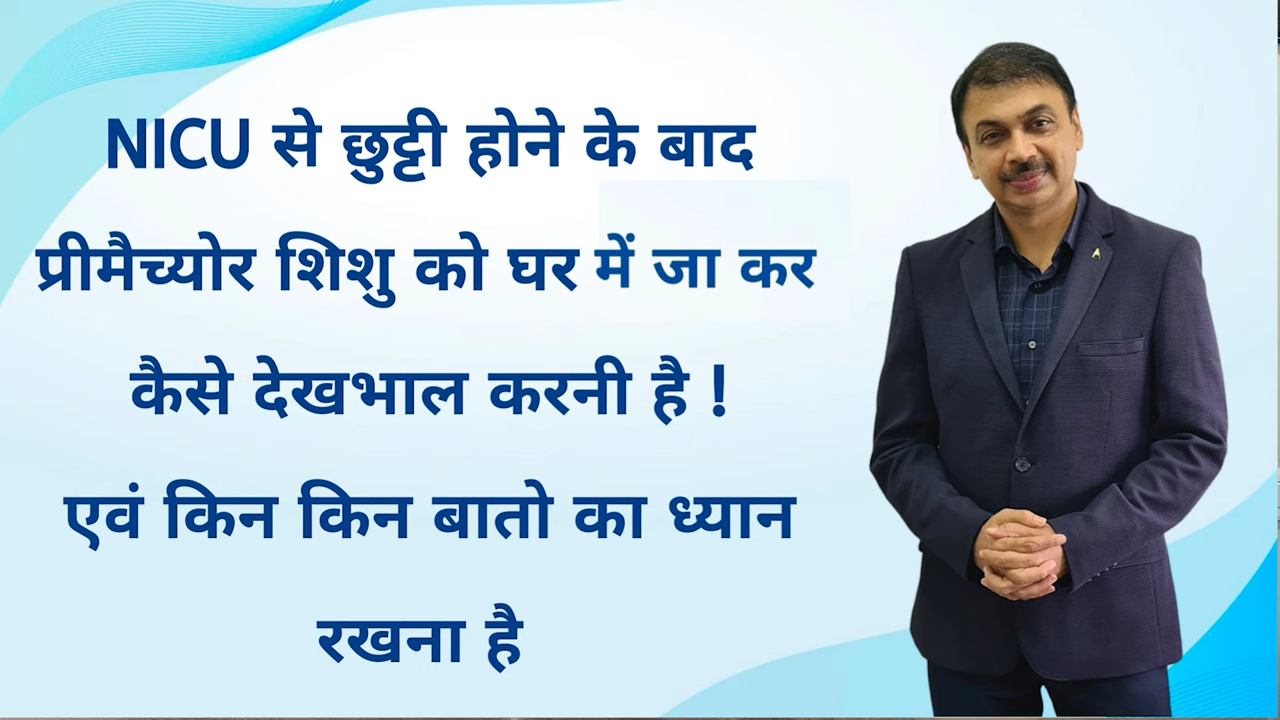 NICU से छुट्टी होने के बाद
प्रीमैच्योर शिशु को घर में जा कर
कैसे देखभाल करनी है !
एवं किन किन बातो का ध्यान
रखना है